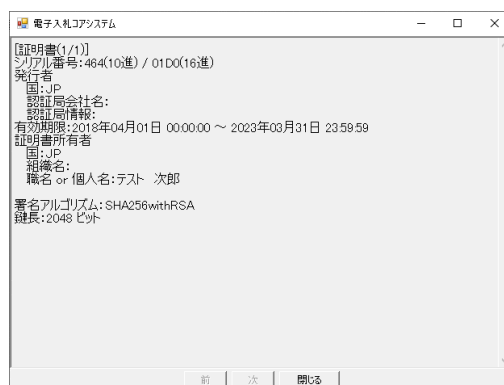 電子入札コアシステム
[証明書(1/1)]
シリアル番号:464(10進) / 01D0(16進)
発行者
国:JP
認証局会社名:
認証局情報:
有効期限:2018年04月01日 00:00:00 ～ 2023年03月31日 23:59:59
証明書所有者
国:JP
組織名:
職名 or 個人名:テスト　次郎
署名アルゴリズム:SHA256withRSA
鍵長:2048 ビット
前 次 閉じる